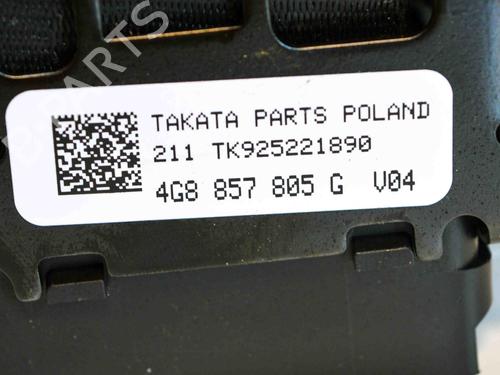 TAKATA PARTS POLAND
211 TK925221890
4G8 857 805 G V04